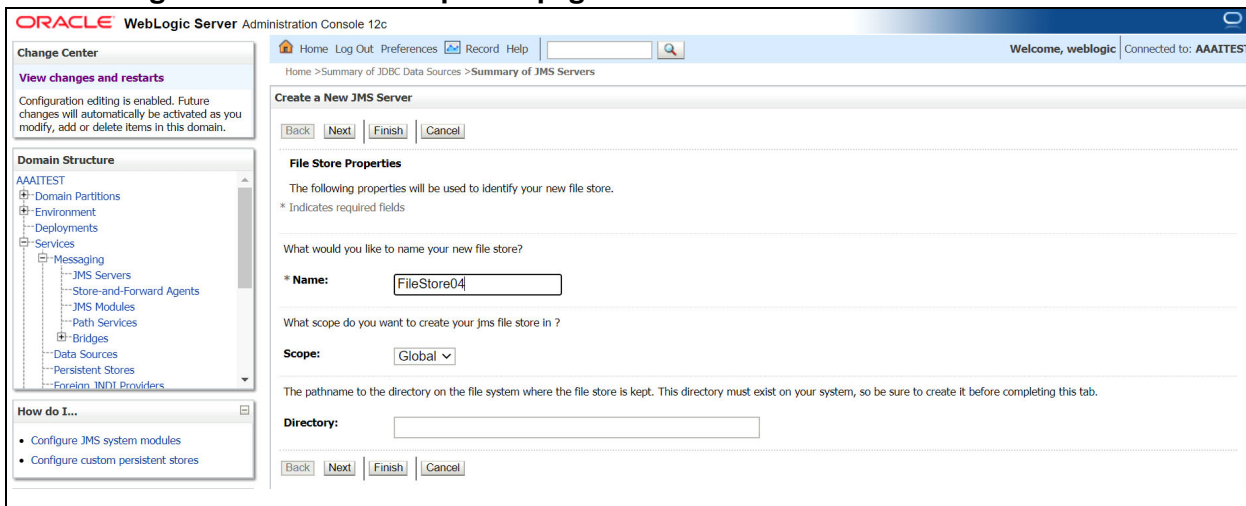 ORACLE WebLogic Server Administration Console 12c
Change Center
View changes and restarts
Configuration editing is enabled. Future
changes will automatically be activated as you
modify, add or delete items in this domain.
Domain Structure
AAAITEST
Domain Partitions
Environment
Deployments
Services
Messaging
JMS Servers
Store-and-Forward Agents
JMS Modules
Path Services
Bridges
Data Sources
Persistent Stores
Foreign JNDI Providers
How do I...
• Configure JMS system modules
• Configure custom persistent stores
Home Log Out Preferences Record Help
Welcome, weblogic Connected to: AAAITEST
Home >Summary of JDBC Data Sources >Summary of JMS Servers
Create a New JMS Server
Back Next Finish Cancel
File Store Properties
The following properties will be used to identify your new file store.
* Indicates required fields
What would you like to name your new file store?
* Name: FileStore04
What scope do you want to create your jms file store in ?
Scope: Global
The pathname to the directory on the file system where the file store is kept. This directory must exist on your system, so be sure to create it before completing this tab.
Directory:
Back Next Finish Cancel